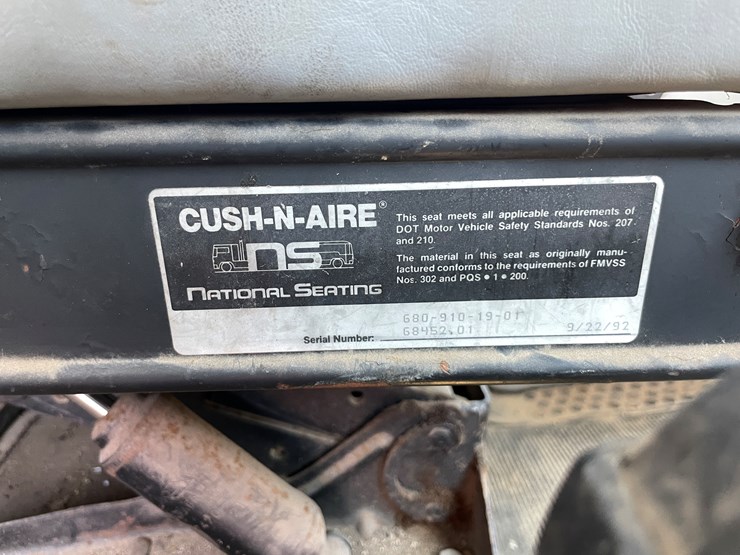 CUSH-N-AIRE®
NS
NATIONAL SEATING
This seat meets all applicable requirements of
DOT Motor Vehicle Safety Standards Nos. 207
and 210.
The material in this seat as originally manu-
factured conforms to the requirements of FMVSS
Nos. 302 and PQS • 1 • 200.
680-910-19-01
Serial Number: 68452.01 9/22/92